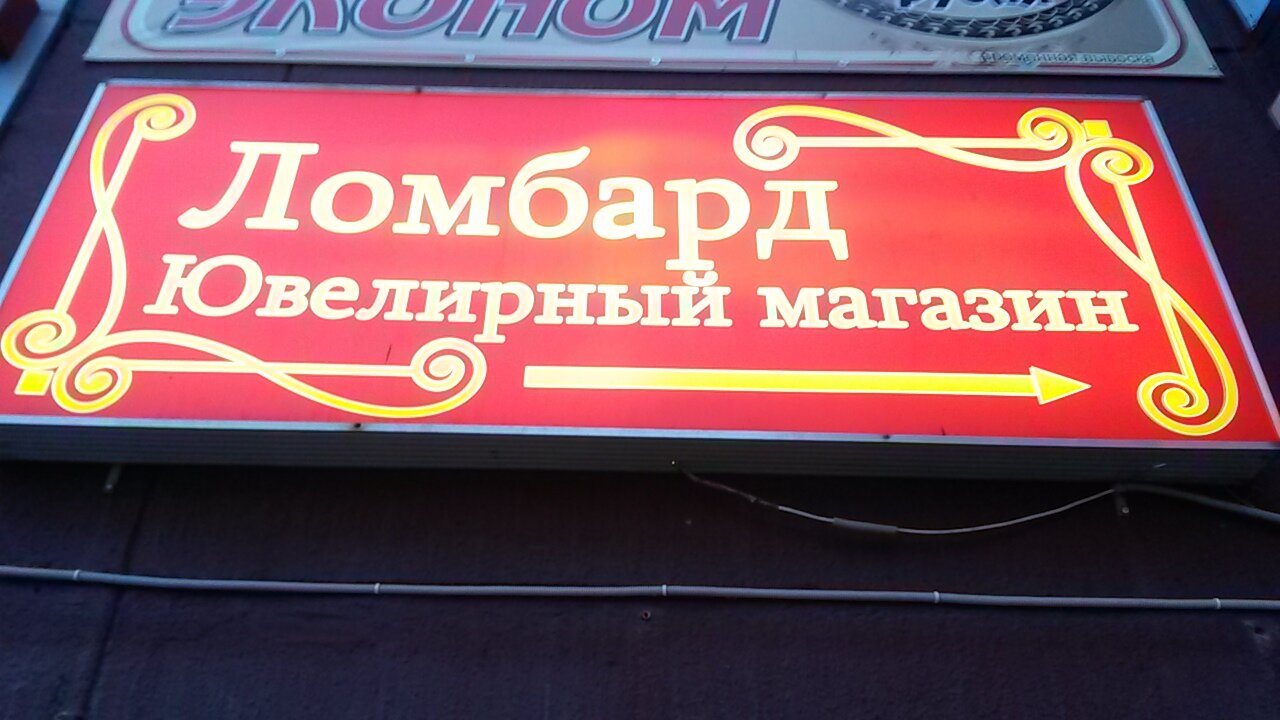 ЭКОНОМ
Ломбард
Ювелирный магазин